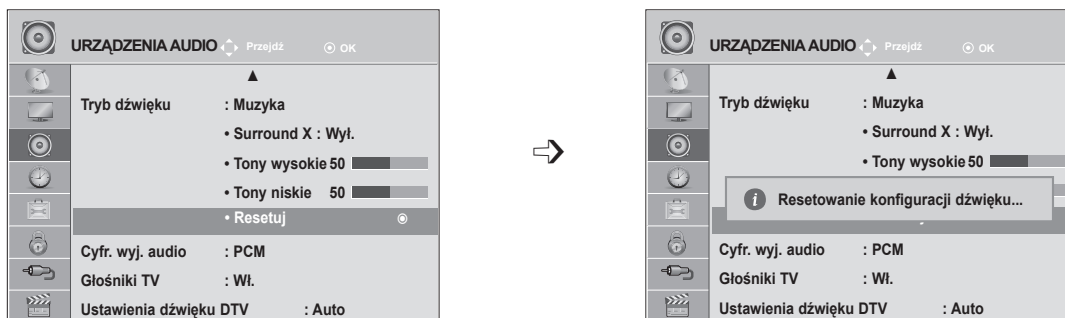 URZĄDZENIA AUDIO Przejdź OK
▲
Tryb dźwięku : Muzyka
• Surround X : Wył.
• Tony wysokie 50
• Tony niskie 50
• Resetuj
Cyfr. wyj. audio : PCM
Głośniki TV : Wł.
Ustawienia dźwięku DTV : Auto
URZĄDZENIA AUDIO Przejdź OK
▲
Tryb dźwięku : Muzyka
• Surround X : Wył.
• Tony wysokie 50
Resetowanie konfiguracji dźwięku...
Cyfr. wyj. audio : PCM
Głośniki TV : Wł.
Ustawienia dźwięku DTV : Auto